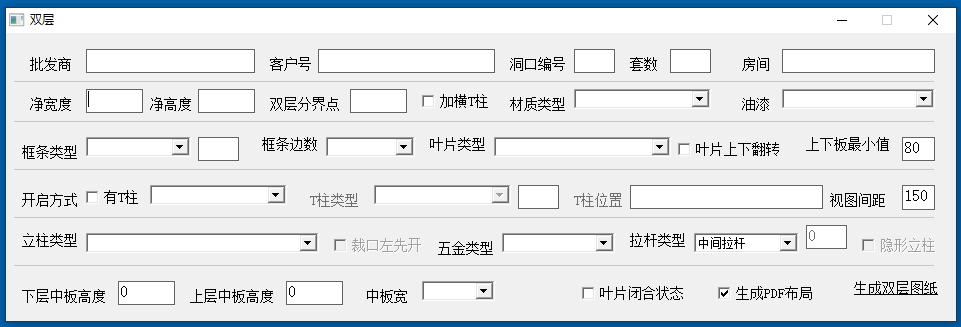 双层
批发商 客户号 洞口编号 套数 房间
净宽度 净高度 双层分界点 加横T柱 材质类型 油漆
框条类型 框条边数 叶片类型 叶片上下翻转 上下板最小值 80
开启方式 有T柱 T柱类型 T柱位置 视图间距 150
立柱类型 裁口左先开 五金类型 拉杆类型 中间拉杆 0 隐形立柱
下层中板高度 0 上层中板高度 0 中板宽 叶片闭合状态 生成PDF布局 生成双层图纸